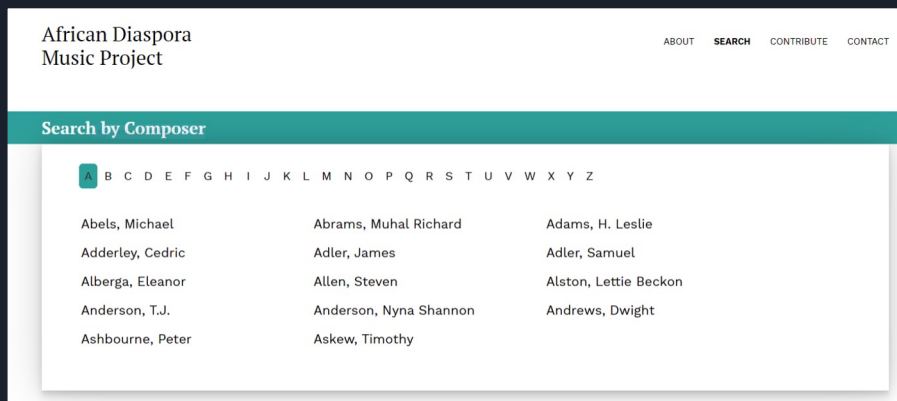 African Diaspora
Music Project
ABOUT SEARCH CONTRIBUTE CONTACT
Search by Composer
A B C D E F G H I J K L M N O P Q R S T U V W X Y Z
Abels, Michael Abrams, Muhal Richard Adams, H. Leslie
Adderley, Cedric Adler, James Adler, Samuel
Alberga, Eleanor Allen, Steven Alston, Lettie Beckon
Anderson, T.J. Anderson, Nyna Shannon Andrews, Dwight
Ashbourne, Peter Askew, Timothy